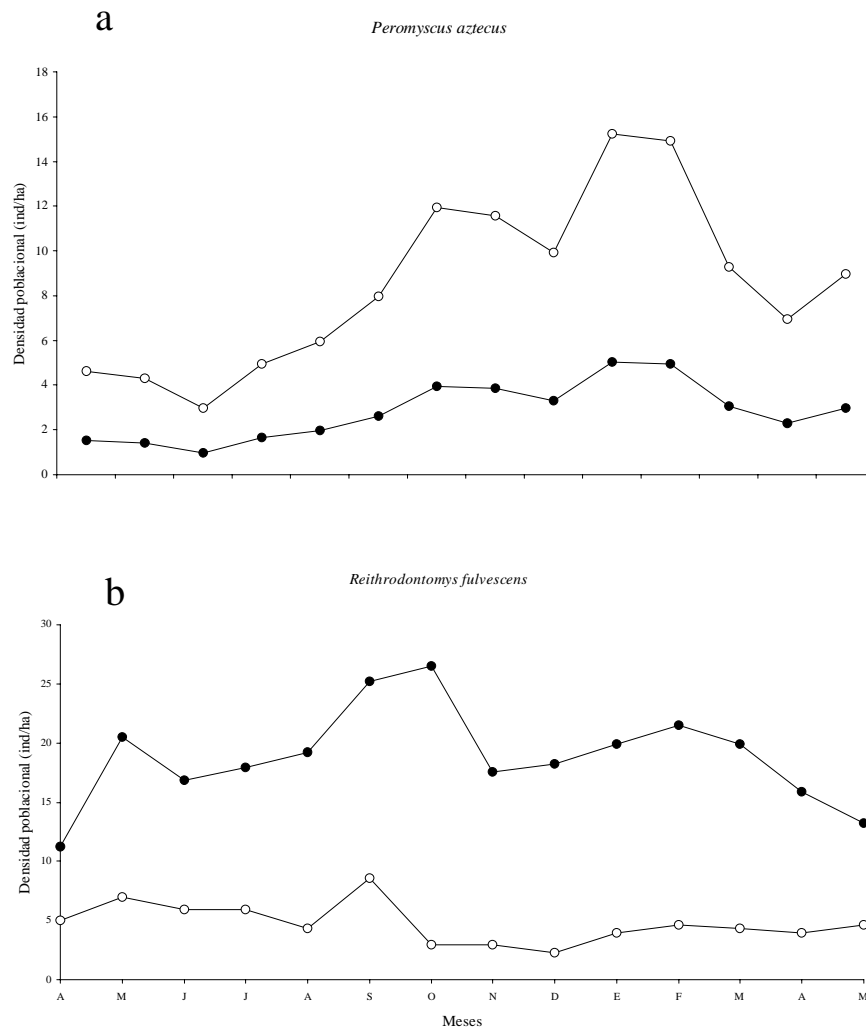 a
Peromyscus aztecus
Densidad poblacional (ind/ha)
18
16
14
12
10
8
6
4
2
0
b
Reithrodontomys fulvescens
Densidad poblacional (ind/ha)
30
25
20
15
10
5
0
A M J J A S O N D E F M A M
Meses